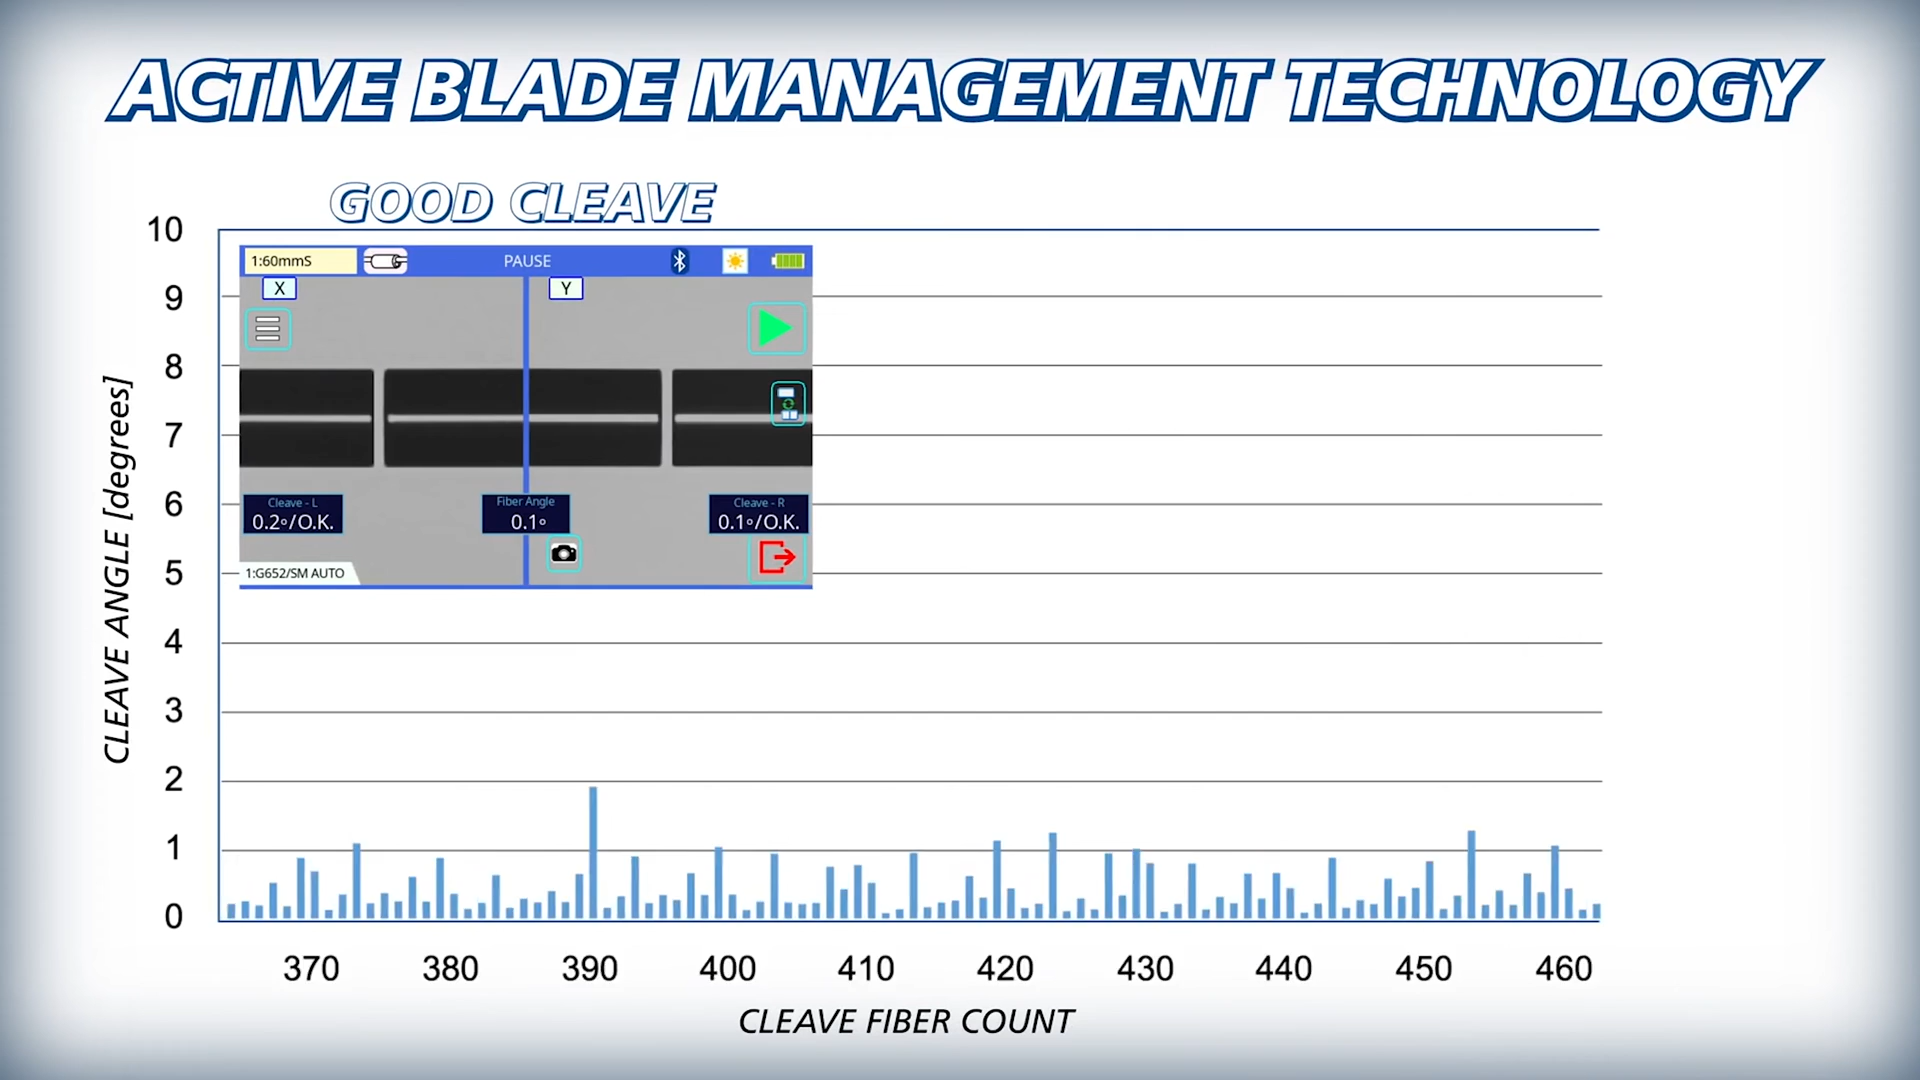 ACTIVE BLADE MANAGEMENT TECHNOLOGY
GOOD CLEAVE
1:60mmS
PAUSE
X
Y
Cleave - L
0.2°/O.K.
Fiber Angle
0.1°
Cleave - R
0.1°/O.K.
1:G652/SM AUTO
CLEAVE ANGLE [degrees]
10
9
8
7
6
5
4
3
2
1
0
370 380 390 400 410 420 430 440 450 460
CLEAVE FIBER COUNT